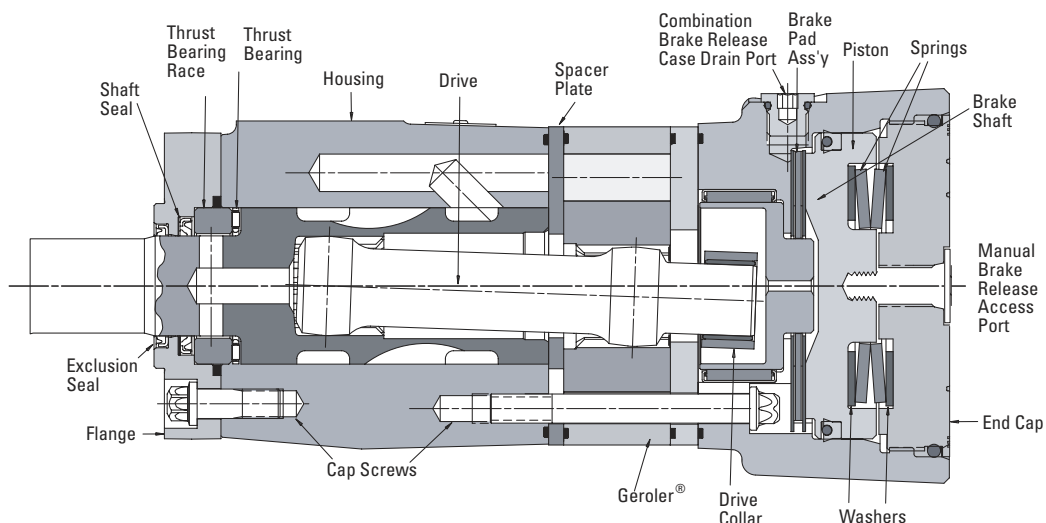 Thrust
Bearing
Race
Thrust
Bearing
Shaft
Seal
Housing
Drive
Spacer
Plate
Combination
Brake Release
Case Drain Port
Brake
Pad
Ass'y
Piston
Springs
Brake
Shaft
Manual
Brake
Release
Access
Port
Exclusion
Seal
Flange
Cap Screws
Geroler®
Drive
Collar
Washers
End Cap